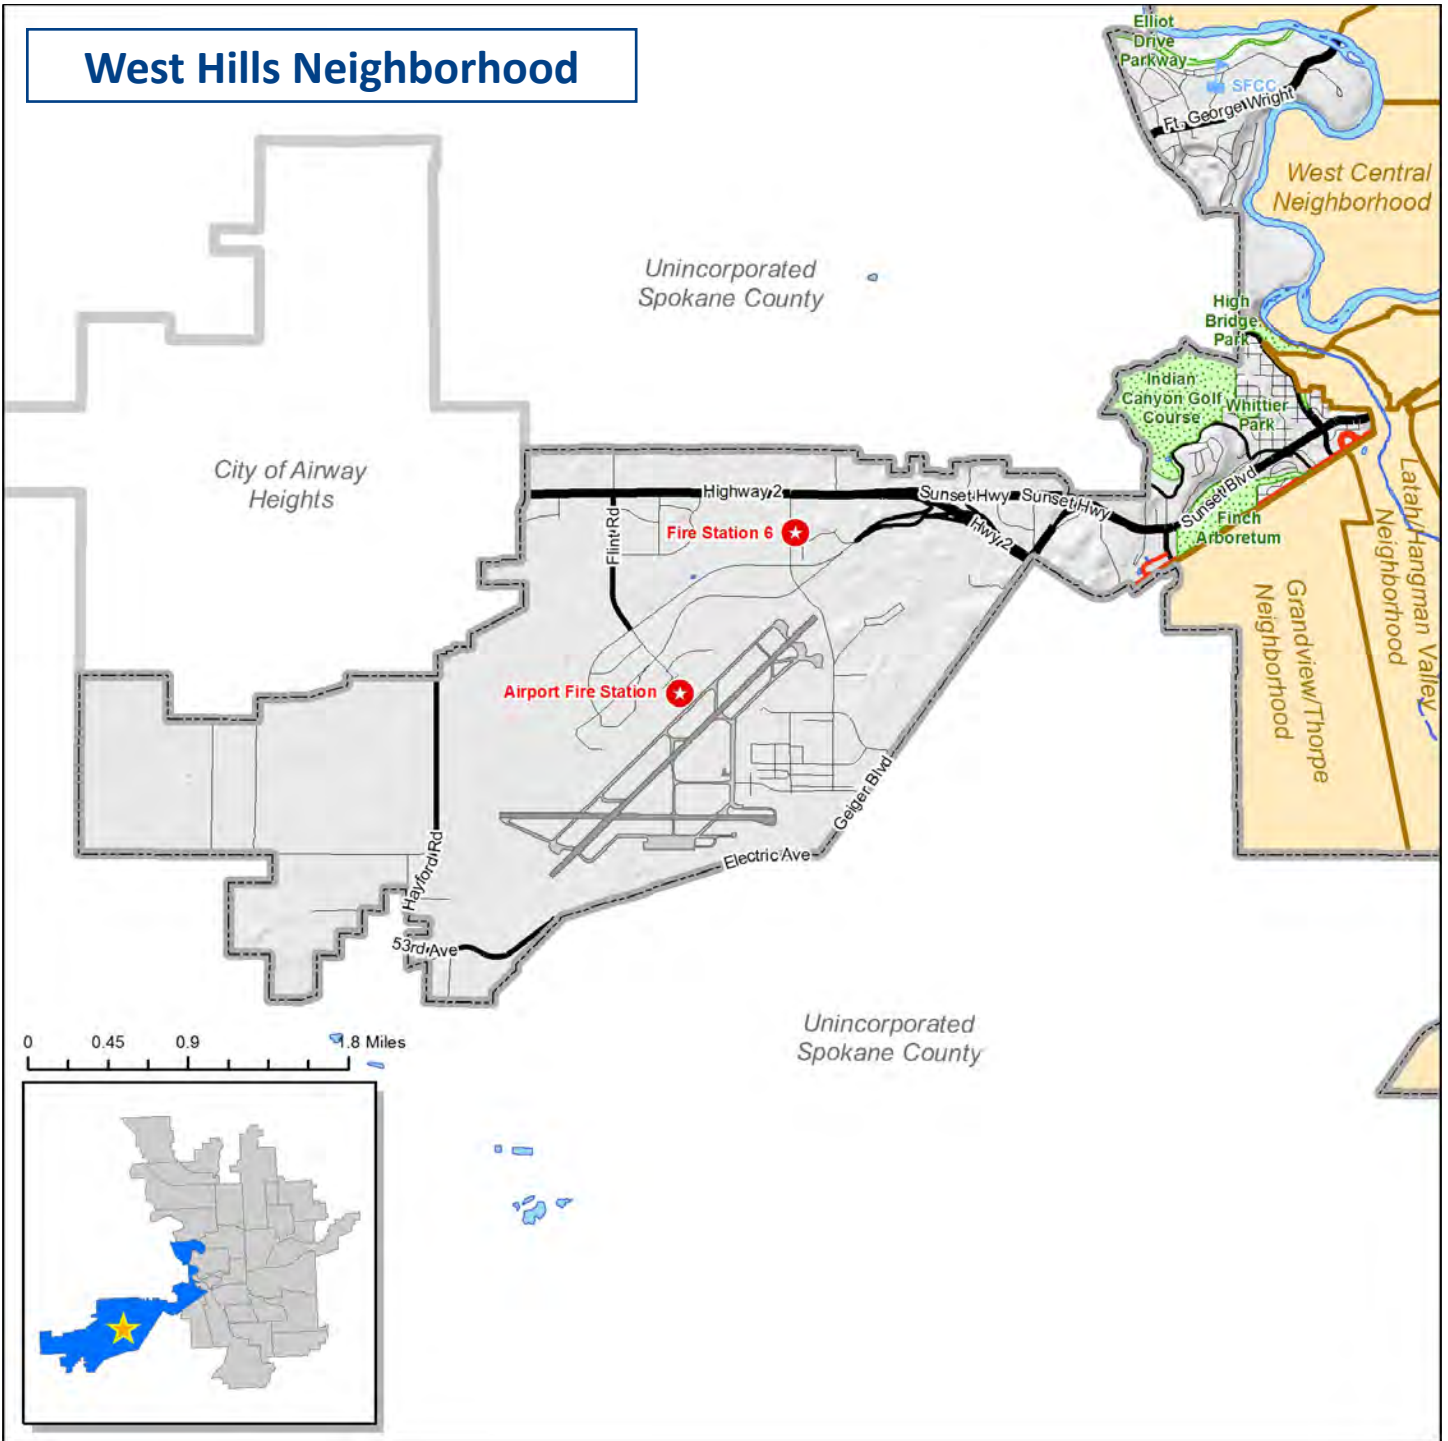 West Hills Neighborhood
Elliot
Drive
Parkway
SFCC
Ft. George Wright
West Central
Neighborhood
Unincorporated
Spokane County
High
Bridge
Park
Indian
Canyon Golf
Course
Whittier
Park
City of Airway
Heights
Highway 2
Sunset Hwy
Sunset Hwy
Hwy 2
Sunset Blvd
Finch
Arboretum
Flint Rd
Fire Station 6
Latah/Hangman Valley
Neighborhood
Grandview/Thorpe
Neighborhood
Airport Fire Station
Geiger Blvd
Hayford Rd
Electric Ave
53rd Ave
Unincorporated
Spokane County
0 0.45 0.9 1.8 Miles